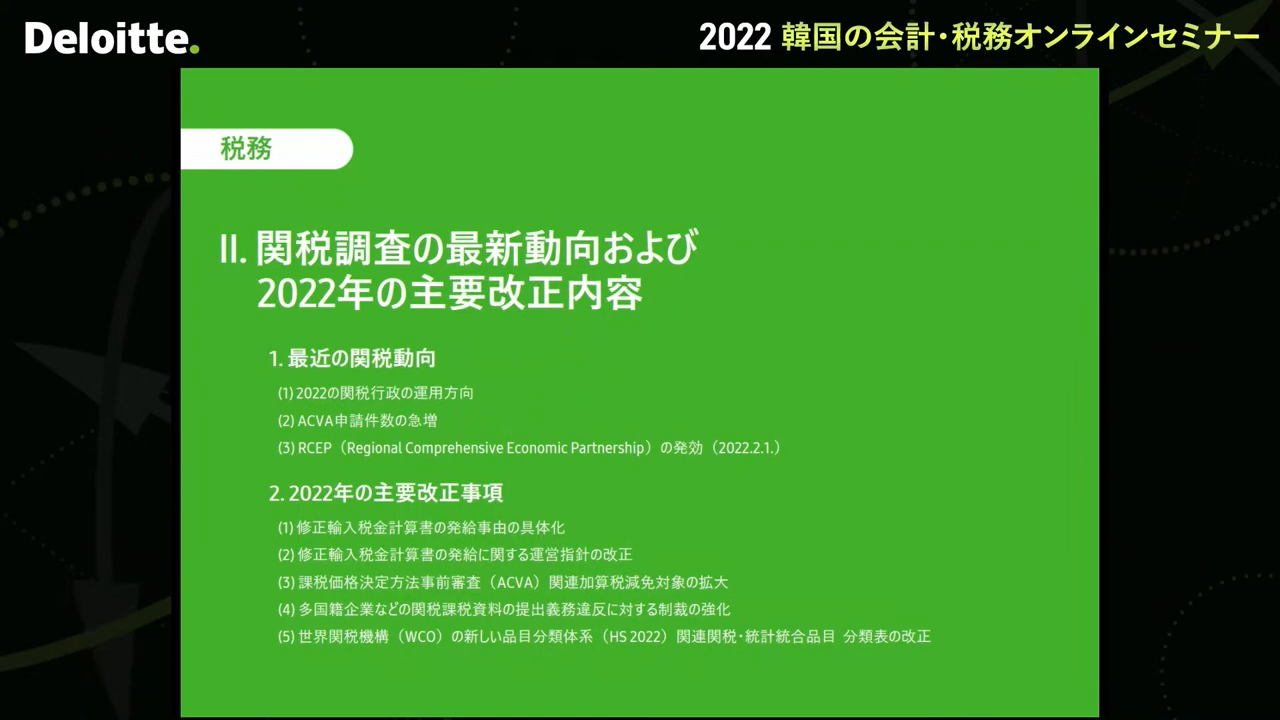 Deloitte.
2022 韓国の会計・税務オンラインセミナー
税務
II. 関税調査の最新動向および
2022年の主要改正内容
1. 最近の関税動向
(1) 2022の関税行政の運用方向
(2) ACVA申請件数の急増
(3) RCEP（Regional Comprehensive Economic Partnership）の発効（2022.2.1.）
2. 2022年の主要改正事項
(1) 修正輸入税金計算書の発給事由の具体化
(2) 修正輸入税金計算書の発給に関する運営指針の改正
(3) 課税価格決定方法事前審査（ACVA）関連加算税減免対象の拡大
(4) 多国籍企業などの関税課税資料の提出義務違反に対する制裁の強化
(5) 世界関税機構（WCO）の新しい品目分類体系（HS 2022）関連関税・統計統合品目 分類表の改正